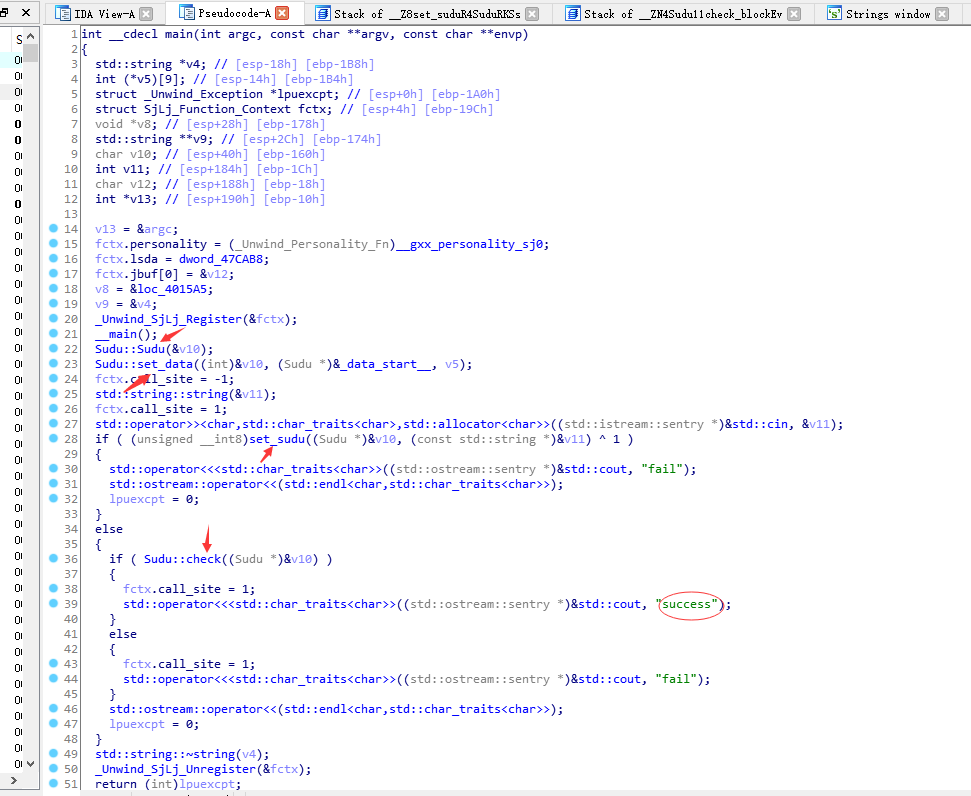 IDA View-A Pseudocode-A Stack of __Z8set_suduR4SuduRKSs Stack of __ZN4Sudu11check_blockEv Strings window
1 int __cdecl main(int argc, const char **argv, const char **envp)
2 {
3 std::string *v4; // [esp-18h] [ebp-1B8h]
4 int (*v5)[9]; // [esp-14h] [ebp-1B4h]
5 struct _Unwind_Exception *lpuexcpt; // [esp+0h] [ebp-1A0h]
6 struct SjLj_Function_Context fctx; // [esp+4h] [ebp-19Ch]
7 void *v8; // [esp+28h] [ebp-178h]
8 std::string **v9; // [esp+2Ch] [ebp-174h]
9 char v10; // [esp+40h] [ebp-160h]
10 int v11; // [esp+184h] [ebp-1Ch]
11 char v12; // [esp+188h] [ebp-18h]
12 int *v13; // [esp+190h] [ebp-10h]
13
14 v13 = &argc;
15 fctx.personality = (_Unwind_Personality_Fn)__gxx_personality_sj0;
16 fctx.lsda = dword_47CAB8;
17 fctx.jbuf[0] = &v12;
18 v8 = &loc_4015A5;
19 v9 = &v4;
20 _Unwind_SjLj_Register(&fctx);
21 __main();
22 Sudu::Sudu(&v10);
23 Sudu::set_data((int)&v10, (Sudu *)&_data_start__, v5);
24 fctx.call_site = -1;
25 std::string::string(&v11);
26 fctx.call_site = 1;
27 std::operator>><char,std::char_traits<char>,std::allocator<char>>((std::istream::sentry *)&std::cin, &v11);
28 if ( (unsigned __int8)set_sudu((Sudu *)&v10, (const std::string *)&v11) ^ 1 )
29 {
30 std::operator<<<std::char_traits<char>>((std::ostream::sentry *)&std::cout, "fail");
31 std::ostream::operator<<(std::endl<char,std::char_traits<char>>);
32 lpuexcpt = 0;
33 }
34 else
35 {
36 if ( Sudu::check((Sudu *)&v10) )
37 {
38 fctx.call_site = 1;
39 std::operator<<<std::char_traits<char>>((std::ostream::sentry *)&std::cout, "success");
40 }
41 else
42 {
43 fctx.call_site = 1;
44 std::operator<<<std::char_traits<char>>((std::ostream::sentry *)&std::cout, "fail");
45 }
46 std::ostream::operator<<(std::endl<char,std::char_traits<char>>);
47 lpuexcpt = 0;
48 }
49 std::string::~string(v4);
50 _Unwind_SjLj_Unregister(&fctx);
51 return (int)lpuexcpt;